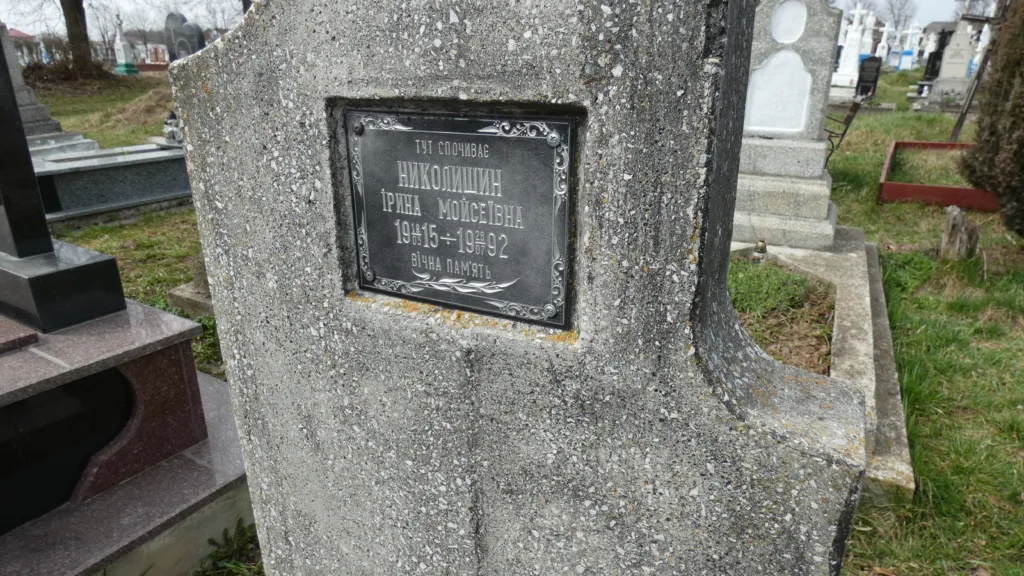 ТУТ СПОЧИВАЄ
НИКОЛИШИН
ІРИНА МОЙСЕЇВНА
1915 ÷ 1992
ВІЧНА ПАМ'ЯТЬ